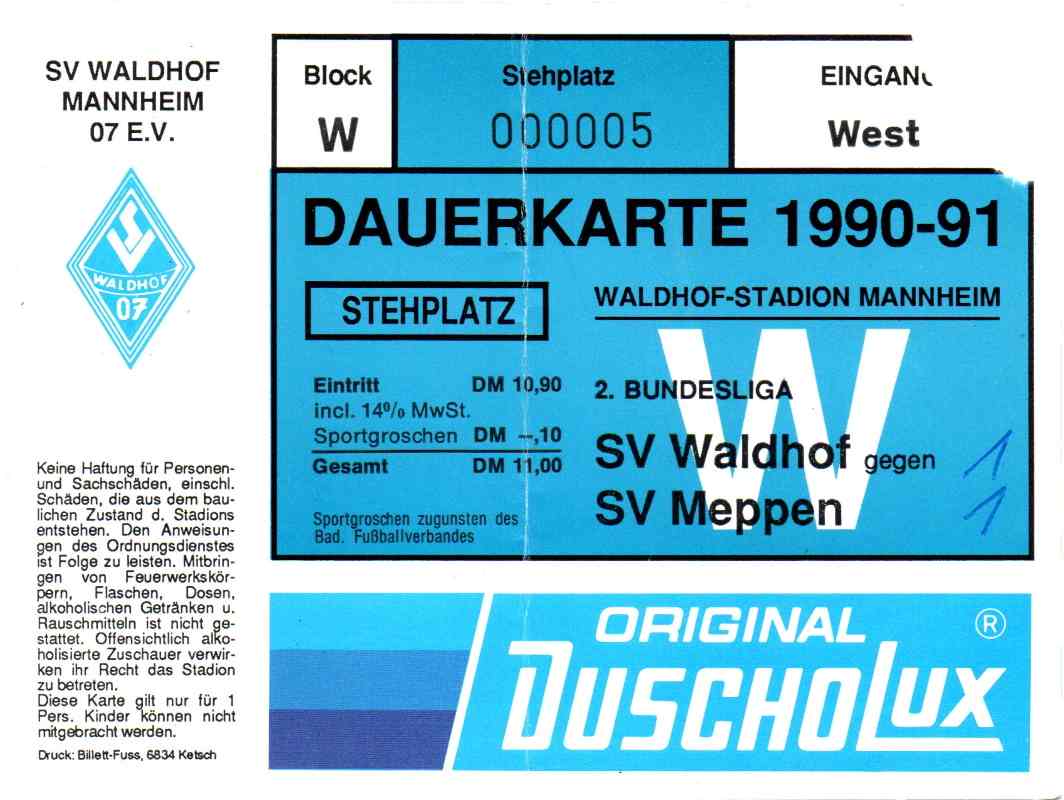 SV WALDHOF
MANNHEIM
07 E.V.
SV
WALDHOF
07
Keine Haftung für Personen-
und Sachschäden, einschl.
Schäden, die aus dem bau-
lichen Zustand d. Stadions
entstehen. Den Anweisun-
gen des Ordnungsdienstes
ist Folge zu leisten. Mitbrin-
gen von Feuerwerkskör-
pern, Flaschen, Dosen,
alkoholischen Getränken u.
Rauschmitteln ist nicht ge-
stattet. Offensichtlich alko-
holisierte Zuschauer verwir-
ken ihr Recht das Stadion
zu betreten.
Diese Karte gilt nur für 1
Pers. Kinder können nicht
mitgebracht werden.
Druck: Billett-Fuss, 6834 Ketsch
Block
W
Stehplatz
000005
EINGAN
West
DAUERKARTE 1990-91
STEHPLATZ
WALDHOF-STADION MANNHEIM
W
Eintritt DM 10,90
incl. 14% MwSt.
Sportgroschen DM –,10
Gesamt DM 11,00
Sportgroschen zugunsten des
Bad. Fußballverbandes
2. BUNDESLIGA
SV Waldhof gegen 1
SV Meppen 1
ORIGINAL ®
DUSCHOLUX